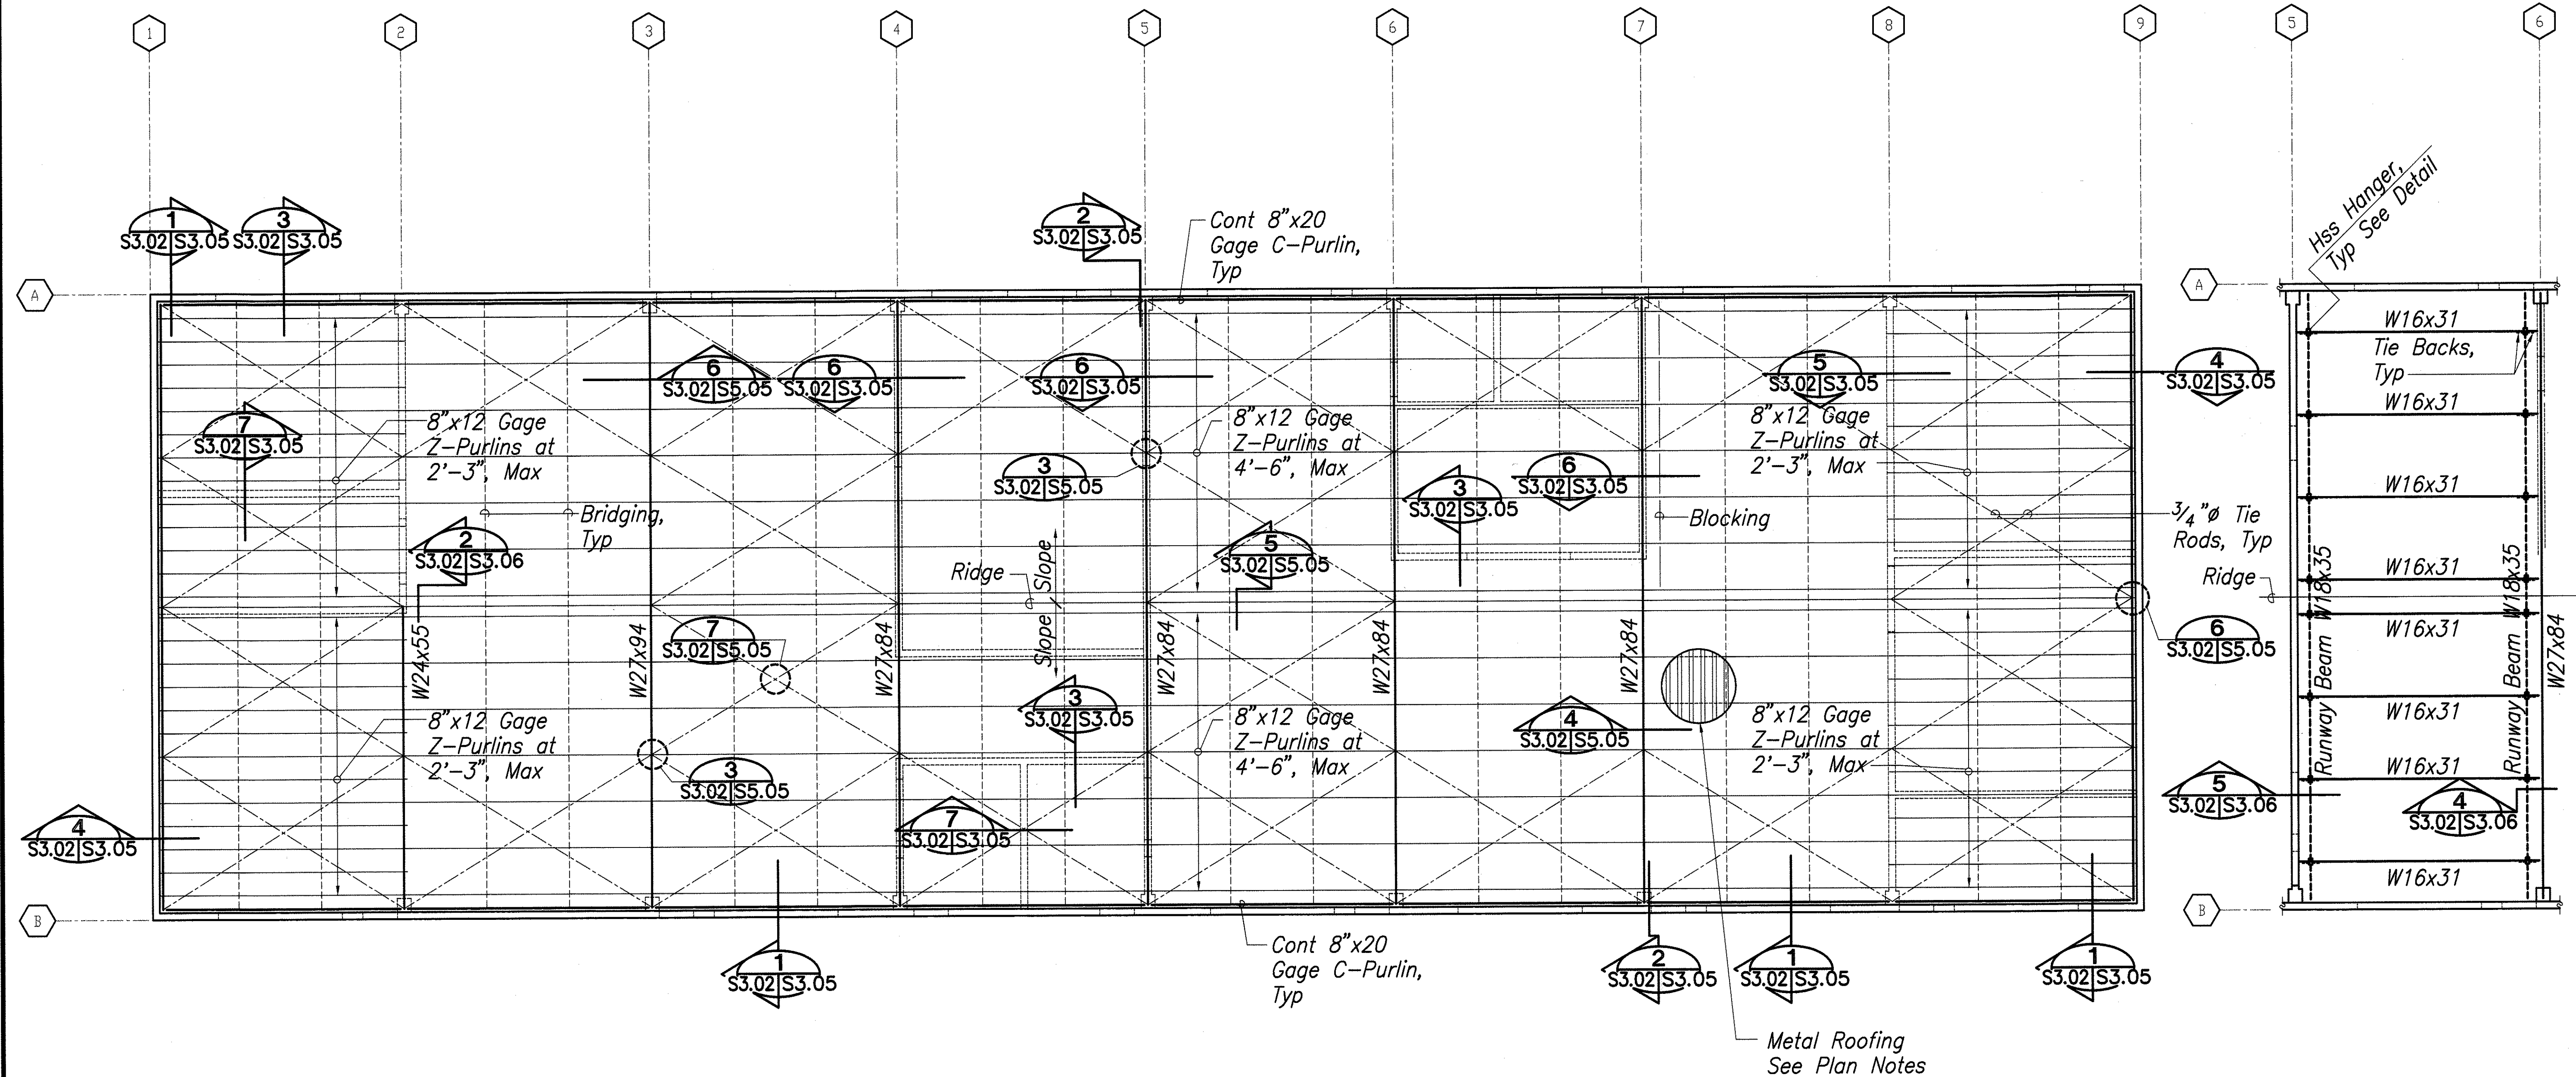 1 2 3 4 5 6 7 8 9 5 6
Hss Hanger,
Typ See Detail
1
S3.02|S3.05
3
S3.02|S3.05
2
S3.02|S3.05
Cont 8"x20
Gage C-Purlin,
Typ
A
A
W16x31
Tie Backs,
Typ
6
S3.02|S5.05
6
S3.02|S3.05
6
S3.02|S3.05
5
S3.02|S3.05
4
S3.02|S3.05
W16x31
7
S3.02|S3.05
8"x12 Gage
Z-Purlins at
2'-3", Max
3
S3.02|S5.05
8"x12 Gage
Z-Purlins at
4'-6", Max
3
S3.02|S3.05
6
S3.02|S3.05
8"x12 Gage
Z-Purlins at
2'-3", Max
W16x31
Bridging,
Typ
Blocking
3/4"ø Tie
Rods, Typ
2
S3.02|S3.06
Ridge
Slope
Slope
5
S3.02|S5.05
Ridge
W16x31
W16x31
W24x55
W27x94
7
S3.02|S5.05
W27x84
W27x84
W27x84
W27x84
6
S3.02|S5.05
Runway Beam W18x35
Runway Beam W18x35
W27x84
8"x12 Gage
Z-Purlins at
2'-3", Max
3
S3.02|S3.05
8"x12 Gage
Z-Purlins at
4'-6", Max
4
S3.02|S5.05
8"x12 Gage
Z-Purlins at
2'-3", Max
W16x31
W16x31
3
S3.02|S5.05
5
S3.02|S3.06
4
S3.02|S3.06
4
S3.02|S3.05
7
S3.02|S3.05
W16x31
B
B
1
S3.02|S3.05
Cont 8"x20
Gage C-Purlin,
Typ
2
S3.02|S3.05
1
S3.02|S3.05
1
S3.02|S3.05
Metal Roofing
See Plan Notes